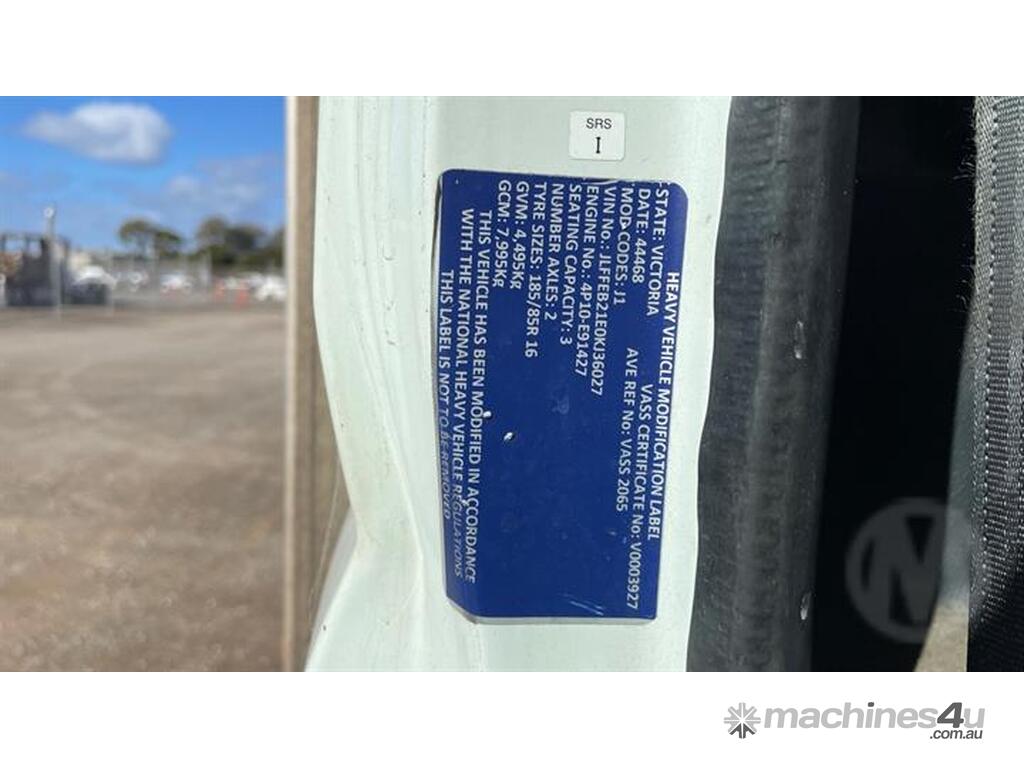 SRS
I
HEAVY VEHICLE MODIFICATION LABEL
STATE: VICTORIA VASS CERTIFICATE No: V0003927
DATE: 44468 AVE REF No: VASS 2065
MOD CODES: J1
VIN No.: JLFFEB21E0KJ36027
ENGINE No.: 4P10-E91427
SEATING CAPACITY: 3
NUMBER AXLES: 2
TYRE SIZES: 185/85R 16
GVM: 4,495KR
GCM: 7,995KR
THIS VEHICLE HAS BEEN MODIFIED IN ACCORDANCE
WITH THE NATIONAL HEAVY VEHICLE REGULATIONS
THIS LABEL IS NOT TO BE REMOVED
machines4u
.com.au